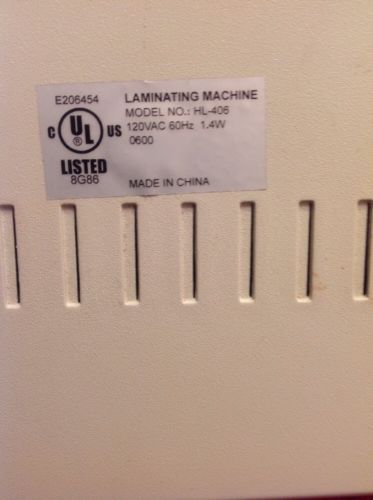 E206454
C UL US
®
LISTED
8G86
LAMINATING MACHINE
MODEL NO.: HL-406
120VAC 60Hz 1.4W
0600
MADE IN CHINA